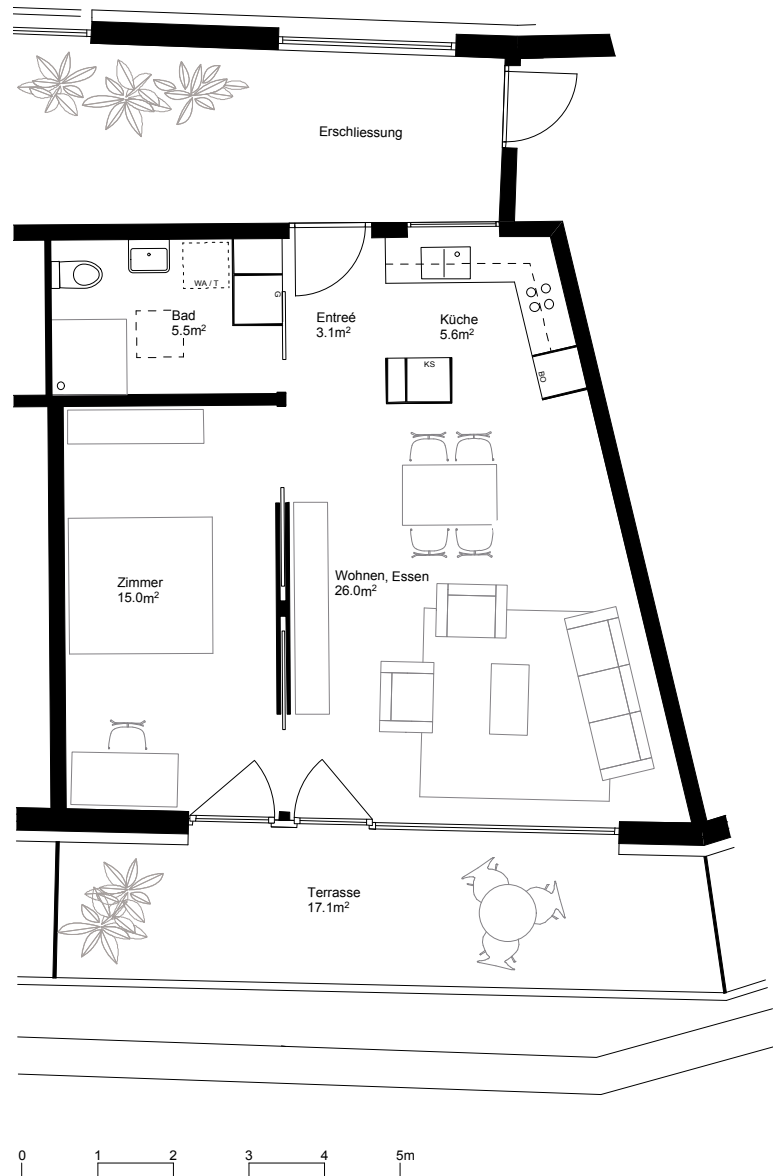 Erschliessung
WA / T
G
Bad
5.5m²
Entreé
3.1m²
Küche
5.6m²
KS
BO
Zimmer
15.0m²
Wohnen, Essen
26.0m²
Terrasse
17.1m²
0 1 2 3 4 5m